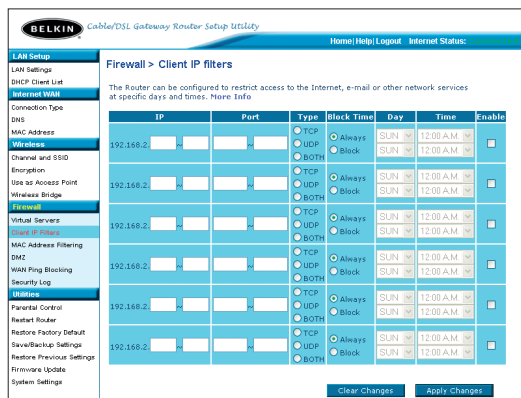 BELKIN Cable/DSL Gateway Router Setup Utility
Home| Help| Logout Internet Status:
LAN Setup
LAN Settings
DHCP Client List
Internet WAN
Connection Type
DNS
MAC Address
Wireless
Channel and SSID
Encryption
Use as Access Point
Wireless Bridge
Firewall
Virtual Servers
Client IP Filters
MAC Address Filtering
DMZ
WAN Ping Blocking
Security Log
Utilities
Parental Control
Restart Router
Restore Factory Default
Save/Backup Settings
Restore Previous Settings
Firmware Update
System Settings
Firewall > Client IP filters
The Router can be configured to restrict access to the Internet, e-mail or other network services
at specific days and times. More Info
IP Port Type Block Time Day Time Enable
192.168.2. ~ ~ TCP UDP BOTH Always Block SUN SUN 12:00 A.M. 12:00 A.M.
192.168.2. ~ ~ TCP UDP BOTH Always Block SUN SUN 12:00 A.M. 12:00 A.M.
192.168.2. ~ ~ TCP UDP BOTH Always Block SUN SUN 12:00 A.M. 12:00 A.M.
192.168.2. ~ ~ TCP UDP BOTH Always Block SUN SUN 12:00 A.M. 12:00 A.M.
192.168.2. ~ ~ TCP UDP BOTH Always Block SUN SUN 12:00 A.M. 12:00 A.M.
192.168.2. ~ ~ TCP UDP BOTH Always Block SUN SUN 12:00 A.M. 12:00 A.M.
Clear Changes Apply Changes